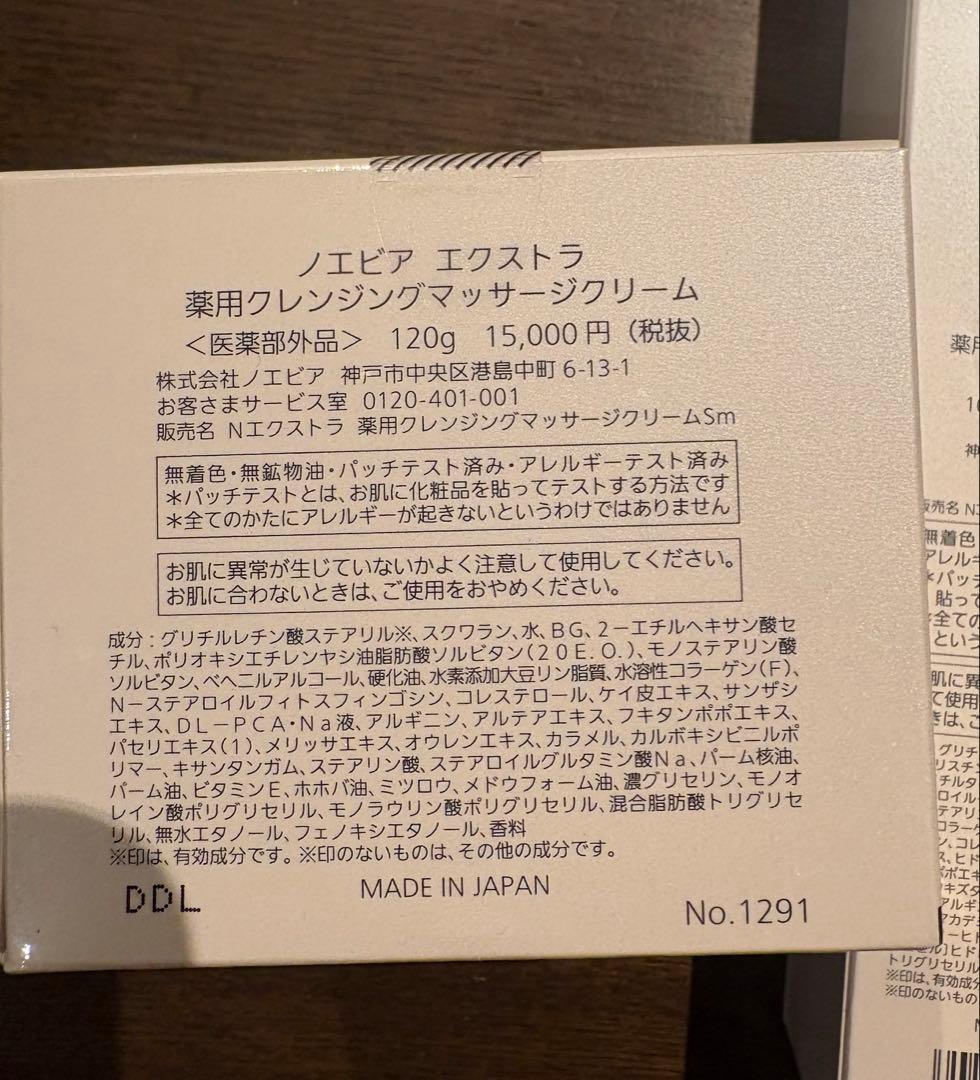 ノエビア エクストラ
薬用クレンジングマッサージクリーム
＜医薬部外品＞ 120g 15,000円（税抜）
株式会社ノエビア 神戸市中央区港島中町 6-13-1
お客さまサービス室 0120-401-001
販売名 Nエクストラ 薬用クレンジングマッサージクリームSm
無着色・無鉱物油・パッチテスト済み・アレルギーテスト済み
＊パッチテストとは、お肌に化粧品を貼ってテストする方法です
＊全てのかたにアレルギーが起きないというわけではありません
お肌に異常が生じていないかよく注意して使用してください。
お肌に合わないときは、ご使用をおやめください。
成分：グリチルレチン酸ステアリル※、スクワラン、水、ＢＧ、２－エチルヘキサン酸セ
チル、ポリオキシエチレンヤシ油脂肪酸ソルビタン（２０Ｅ.Ｏ.）、モノステアリン酸
ソルビタン、ベヘニルアルコール、硬化油、水素添加大豆リン脂質、水溶性コラーゲン（Ｆ）、
Ｎ－ステアロイルフィトスフィンゴシン、コレステロール、ケイ皮エキス、サンザシ
エキス、ＤＬ－ＰＣＡ・Ｎａ液、アルギニン、アルテアエキス、フキタンポポエキス、
パセリエキス（１）、メリッサエキス、オウレンエキス、カラメル、カルボキシビニルポ
リマー、キサンタンガム、ステアリン酸、ステアロイルグルタミン酸Ｎａ、パーム核油、
パーム油、ビタミンＥ、ホホバ油、ミツロウ、メドウフォーム油、濃グリセリン、モノオ
レイン酸ポリグリセリル、モノラウリン酸ポリグリセリル、混合脂肪酸トリグリセ
リル、無水エタノール、フェノキシエタノール、香料
※印は、有効成分です。※印のないものは、その他の成分です。
DDL
MADE IN JAPAN
No.1291
販売名
無着色
貼って
トリグリセリル
※印は、有効成分
※印のないもの